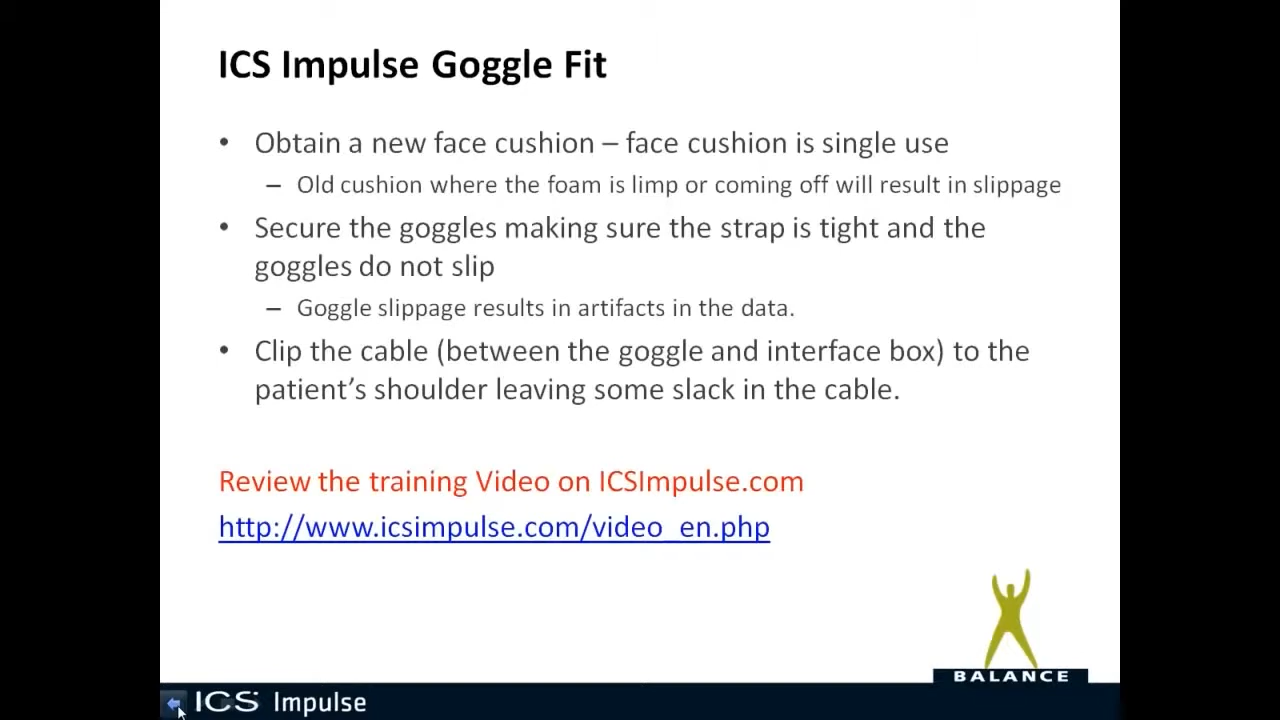 ICS Impulse Goggle Fit
• Obtain a new face cushion – face cushion is single use
– Old cushion where the foam is limp or coming off will result in slippage
• Secure the goggles making sure the strap is tight and the
goggles do not slip
– Goggle slippage results in artifacts in the data.
• Clip the cable (between the goggle and interface box) to the
patient’s shoulder leaving some slack in the cable.
Review the training Video on ICSImpulse.com
http://www.icsimpulse.com/video_en.php
BALANCE
ICS Impulse